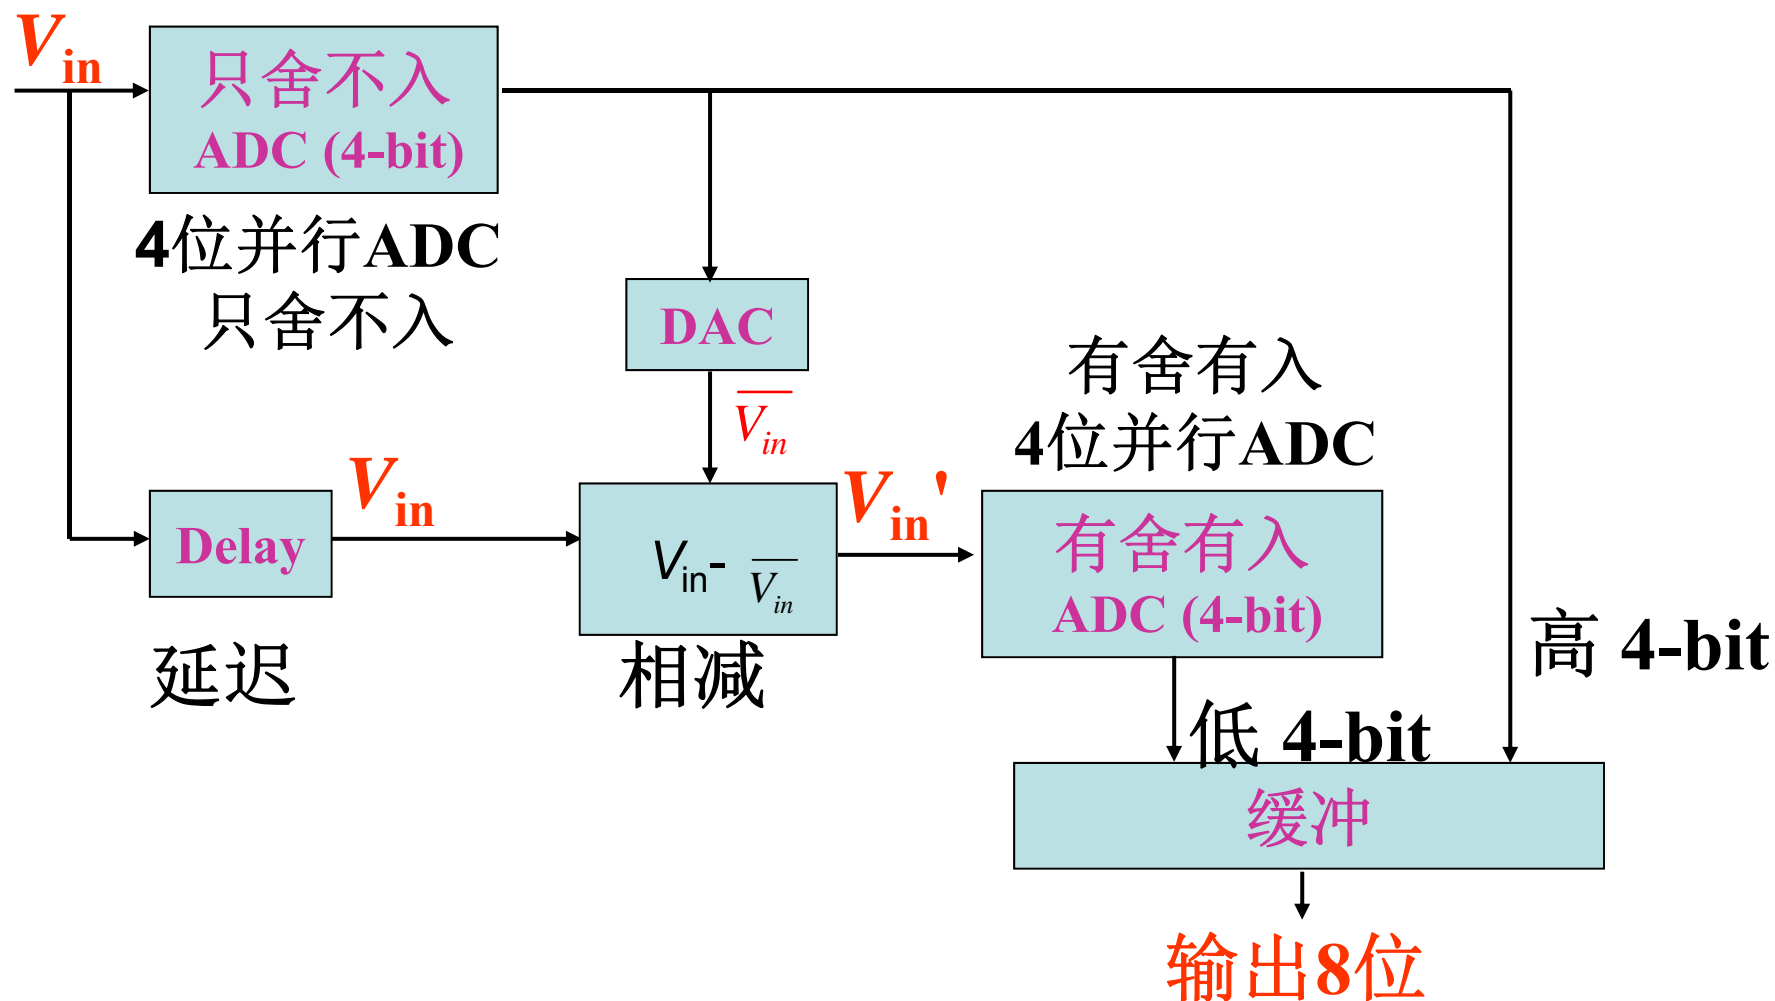 Vin
只舍不入
ADC (4-bit)
4位并行ADC
只舍不入
DAC
Vin
有舍有入
4位并行ADC
Delay
Vin
Vin- Vin
Vin'
有舍有入
ADC (4-bit)
延迟
相减
高 4-bit
低 4-bit
缓冲
输出8位